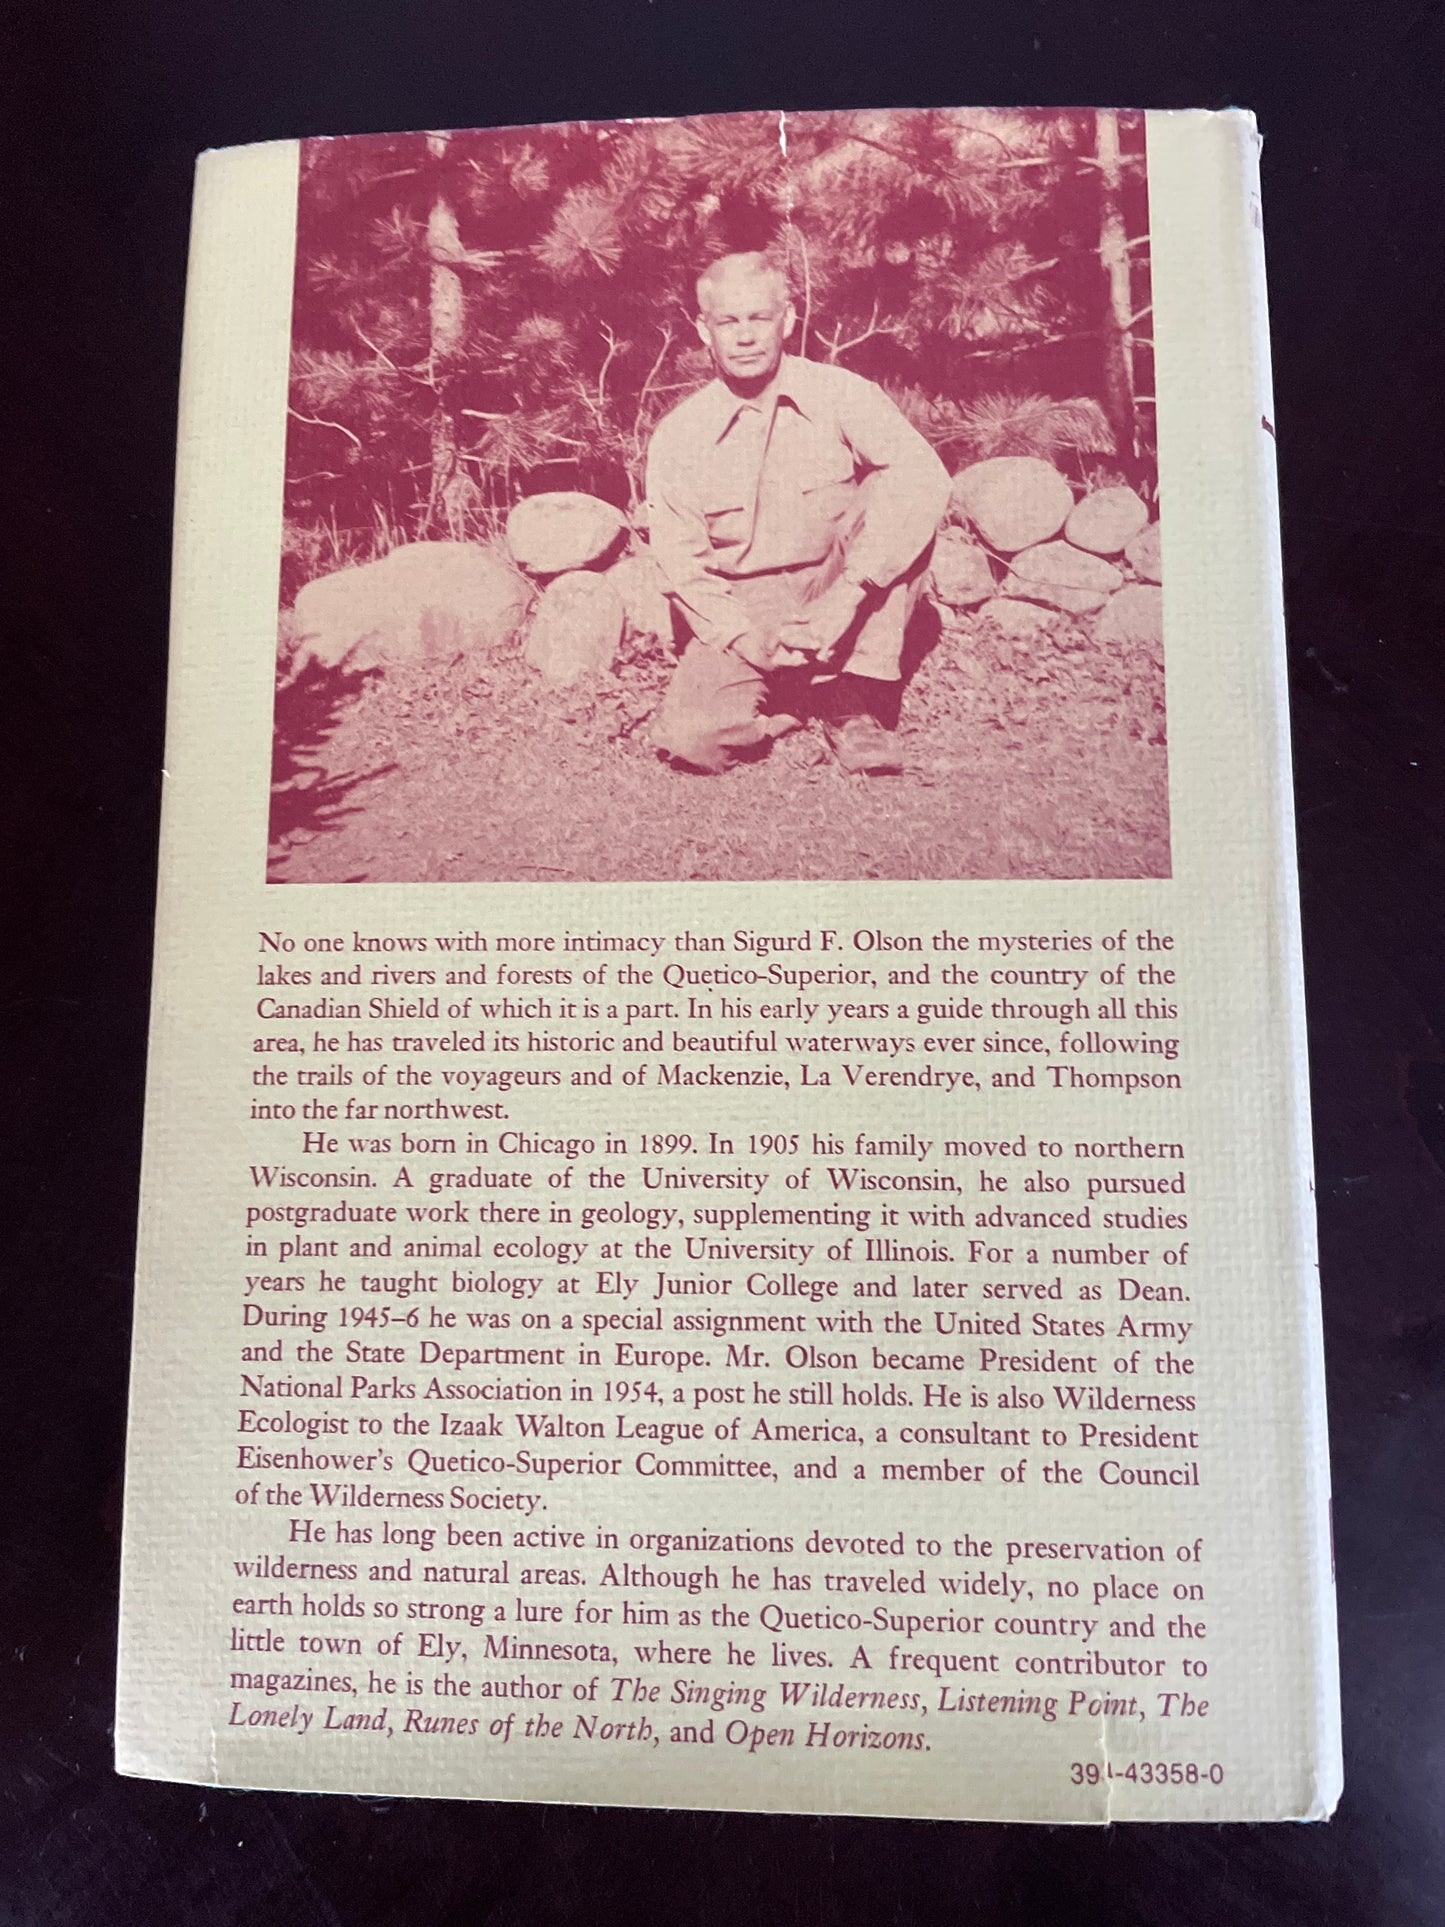 No one knows with more intimacy than Sigurd F. Olson the mysteries of the
lakes and rivers and forests of the Quetico-Superior, and the country of the
Canadian Shield of which it is a part. In his early years a guide through all this
area, he has traveled its historic and beautiful waterways ever since, following
the trails of the voyageurs and of Mackenzie, La Verendrye, and Thompson
into the far northwest.
He was born in Chicago in 1899. In 1905 his family moved to northern
Wisconsin. A graduate of the University of Wisconsin, he also pursued
postgraduate work there in geology, supplementing it with advanced studies
in plant and animal ecology at the University of Illinois. For a number of
years he taught biology at Ely Junior College and later served as Dean.
During 1945–6 he was on a special assignment with the United States Army
and the State Department in Europe. Mr. Olson became President of the
National Parks Association in 1954, a post he still holds. He is also Wilderness
Ecologist to the Izaak Walton League of America, a consultant to President
Eisenhower's Quetico-Superior Committee, and a member of the Council
of the Wilderness Society.
He has long been active in organizations devoted to the preservation of
wilderness and natural areas. Although he has traveled widely, no place on
earth holds so strong a lure for him as the Quetico-Superior country and the
little town of Ely, Minnesota, where he lives. A frequent contributor to
magazines, he is the author of The Singing Wilderness, Listening Point, The
Lonely Land, Runes of the North, and Open Horizons.